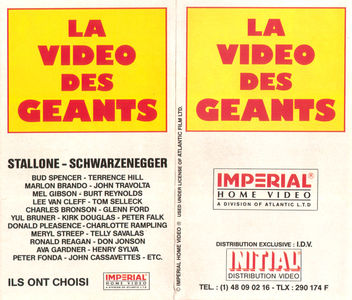 LA
VIDEO
DES
GEANTS
STALLONE - SCHWARZENEGGER
BUD SPENCER - TERRENCE HILL
MARLON BRANDO - JOHN TRAVOLTA
MEL GIBSON - BURT REYNOLDS
LEE VAN CLEEF - TOM SELLECK
CHARLES BRONSON - GLENN FORD
YUL BRUNER - KIRK DOUGLAS - PETER FALK
DONALD PLEASENCE - CHARLOTTE RAMPLING
MERYL STREEP - TELLY SAVALAS
RONALD REAGAN - DON JONSON
AVA GARDNER - HENRY SYLVA
PETER FONDA - JOHN CASSAVETTES - ETC.
ILS ONT CHOISI
IMPERIAL®
HOME VIDEO
© IMPERIAL HOME VIDEO ® USED UNDER LICENSE OF ATLANTIC FILM LTD.
LA
VIDEO
DES
GEANTS
IMPERIAL®
HOME VIDEO
A DIVISION OF ATLANTIC L.T.D
DISTRIBUTION EXCLUSIVE : I.D.V.
INITIAL
DISTRIBUTION VIDEO
TEL. : (1) 48 09 02 16 - TLX : 290 174 F